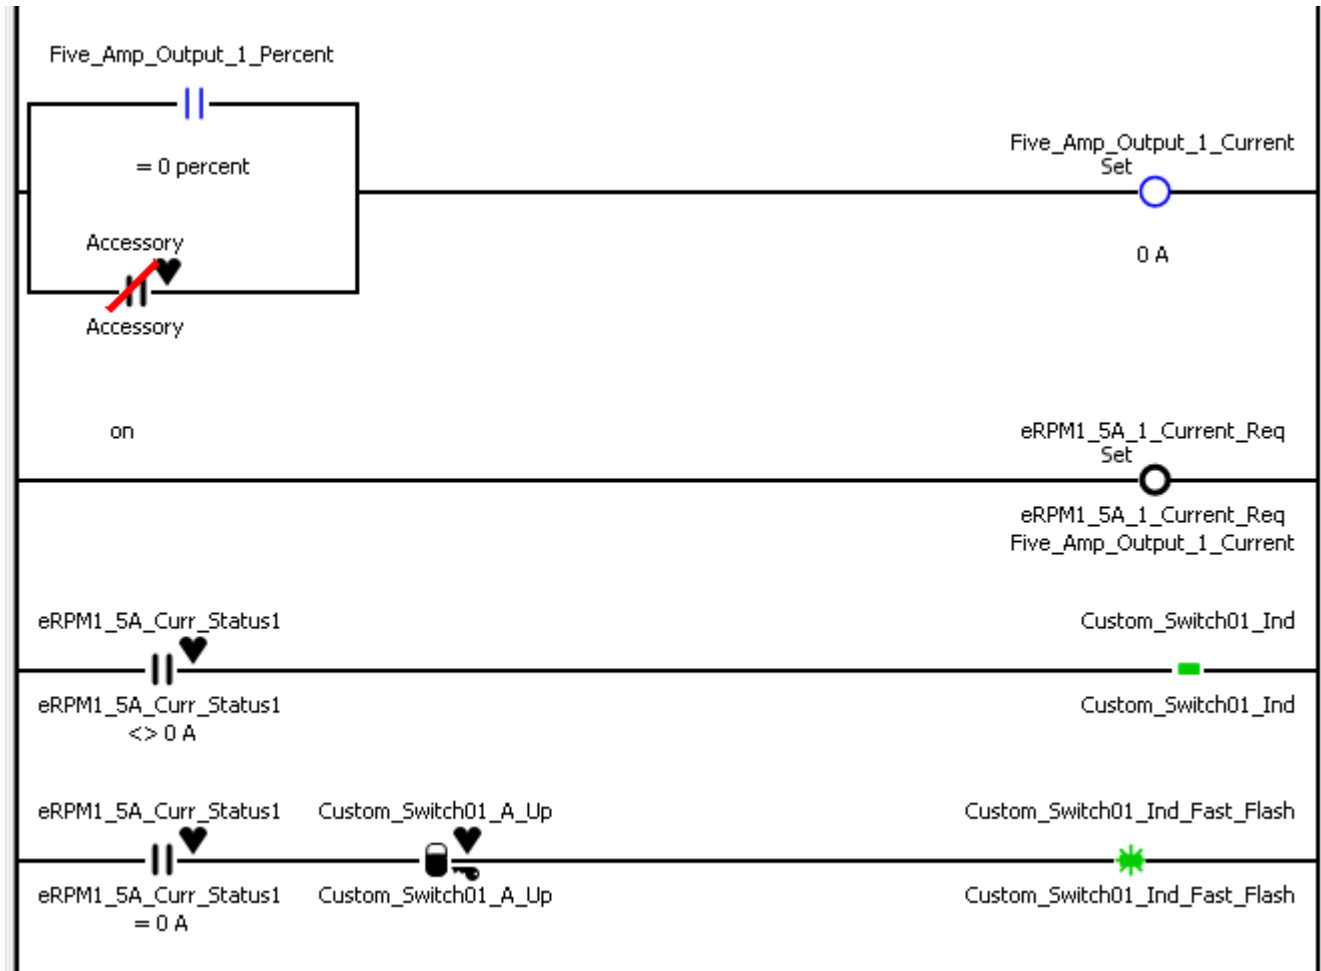 Five_Amp_Output_1_Percent
= 0 percent
Five_Amp_Output_1_Current
Set
0 A
Accessory
Accessory
on
eRPM1_5A_1_Current_Req
Set
eRPM1_5A_1_Current_Req
Five_Amp_Output_1_Current
eRPM1_5A_Curr_Status1
Custom_Switch01_Ind
eRPM1_5A_Curr_Status1
<> 0 A
Custom_Switch01_Ind
eRPM1_5A_Curr_Status1 Custom_Switch01_A_Up Custom_Switch01_Ind_Fast_Flash
eRPM1_5A_Curr_Status1 Custom_Switch01_A_Up Custom_Switch01_Ind_Fast_Flash
= 0 A